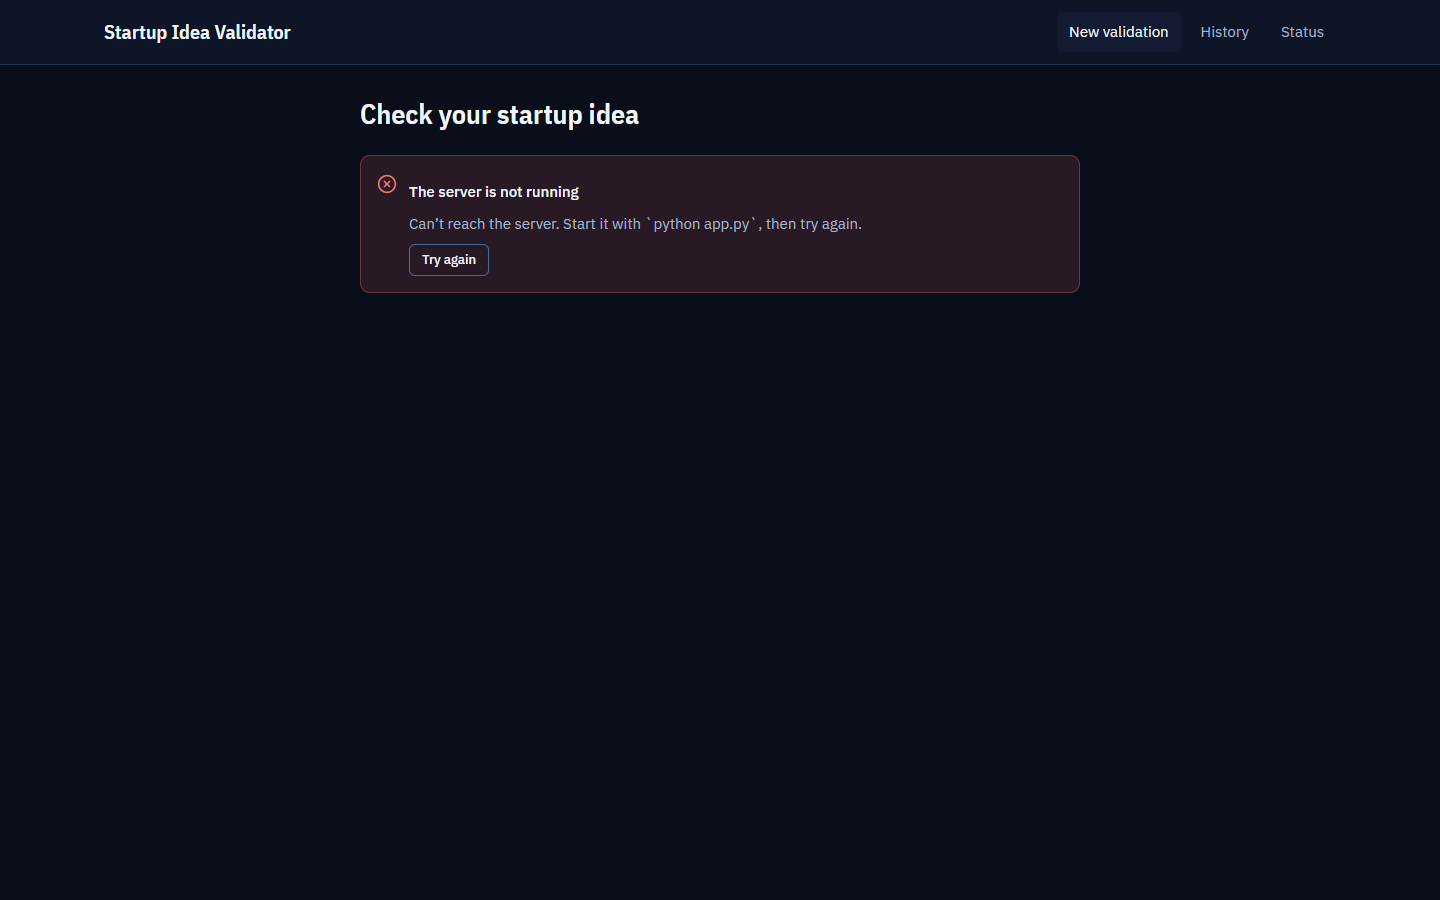 Startup Idea Validator
New validation
History
Status
Check your startup idea
The server is not running
Can’t reach the server. Start it with `python app.py`, then try again.
Try again